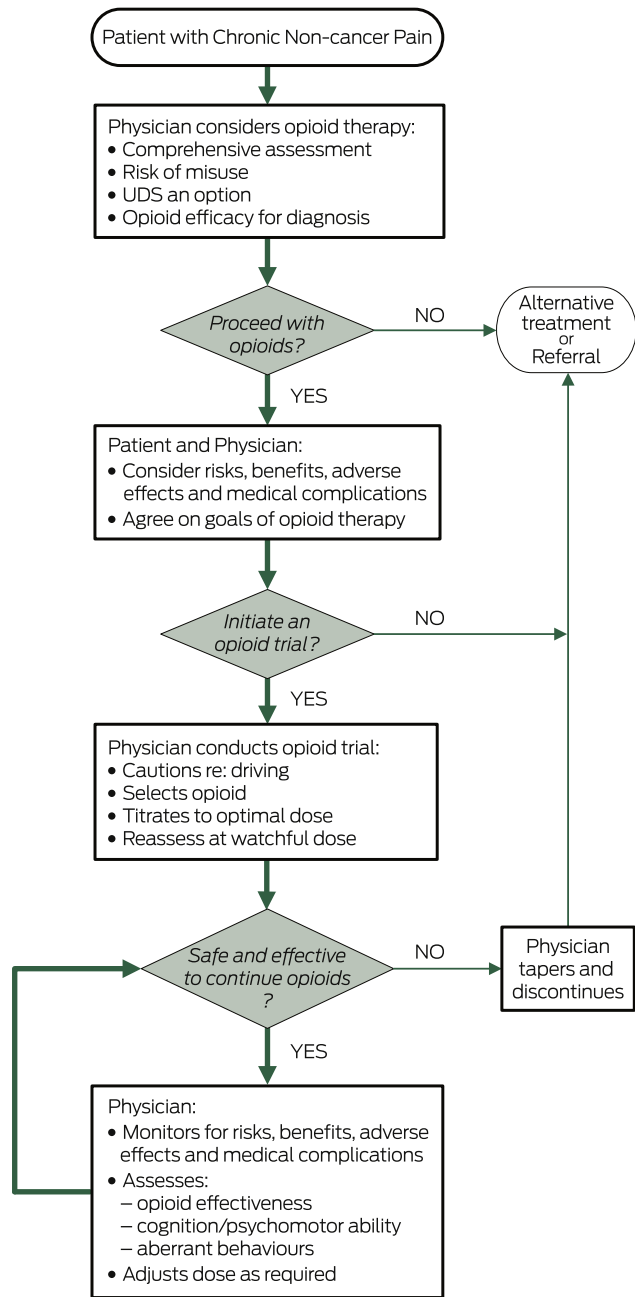 Patient with Chronic Non-cancer Pain
Physician considers opioid therapy:
• Comprehensive assessment
• Risk of misuse
• UDS an option
• Opioid efficacy for diagnosis
Proceed with
opioids?
NO
Alternative
treatment
or
Referral
YES
Patient and Physician:
• Consider risks, benefits, adverse
effects and medical complications
• Agree on goals of opioid therapy
Initiate an
opioid trial?
NO
YES
Physician conducts opioid trial:
• Cautions re: driving
• Selects opioid
• Titrates to optimal dose
• Reassess at watchful dose
Safe and effective
to continue opioids
?
NO
Physician
tapers and
discontinues
YES
Physician:
• Monitors for risks, benefits, adverse
effects and medical complications
• Assesses:
– opioid effectiveness
– cognition/psychomotor ability
– aberrant behaviours
• Adjusts dose as required